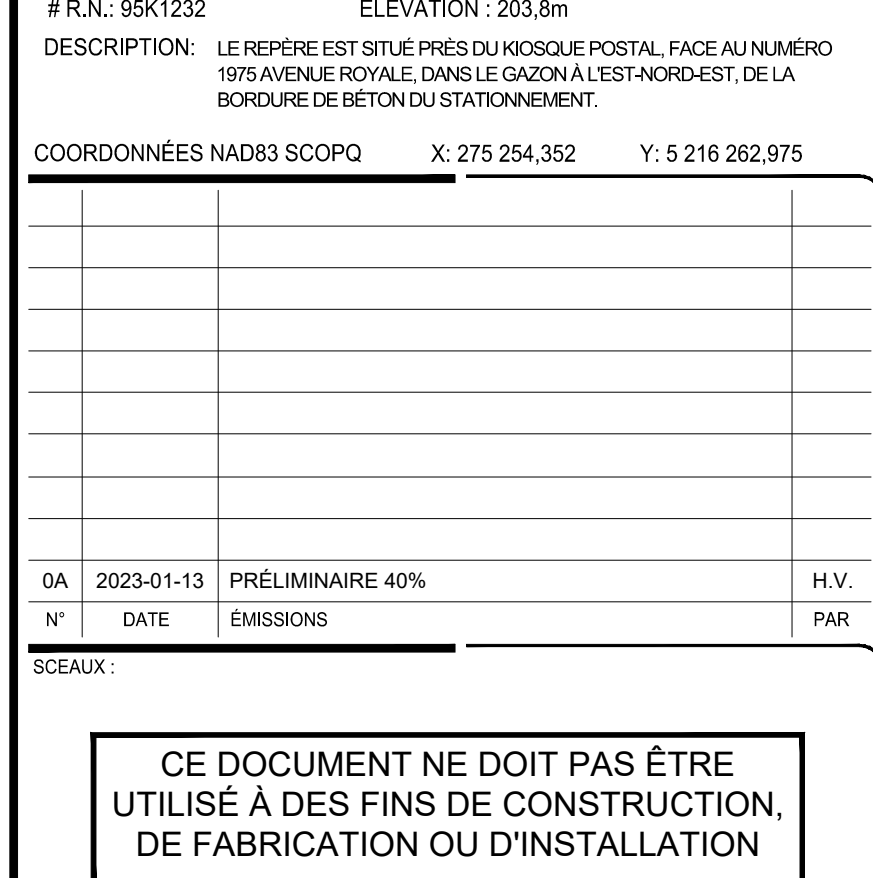 # R.N.: 95K1232 ELEVATION : 203,8m
DESCRIPTION: LE REPÈRE EST SITUÉ PRÈS DU KIOSQUE POSTAL, FACE AU NUMÉRO
1975 AVENUE ROYALE, DANS LE GAZON À L'EST-NORD-EST, DE LA
BORDURE DE BÉTON DU STATIONNEMENT.
COORDONNÉES NAD83 SCOPQ X: 275 254,352 Y: 5 216 262,975
0A 2023-01-13 PRÉLIMINAIRE 40% H.V.
N° DATE ÉMISSIONS PAR
SCEAUX :
CE DOCUMENT NE DOIT PAS ÊTRE
UTILISÉ À DES FINS DE CONSTRUCTION,
DE FABRICATION OU D'INSTALLATION